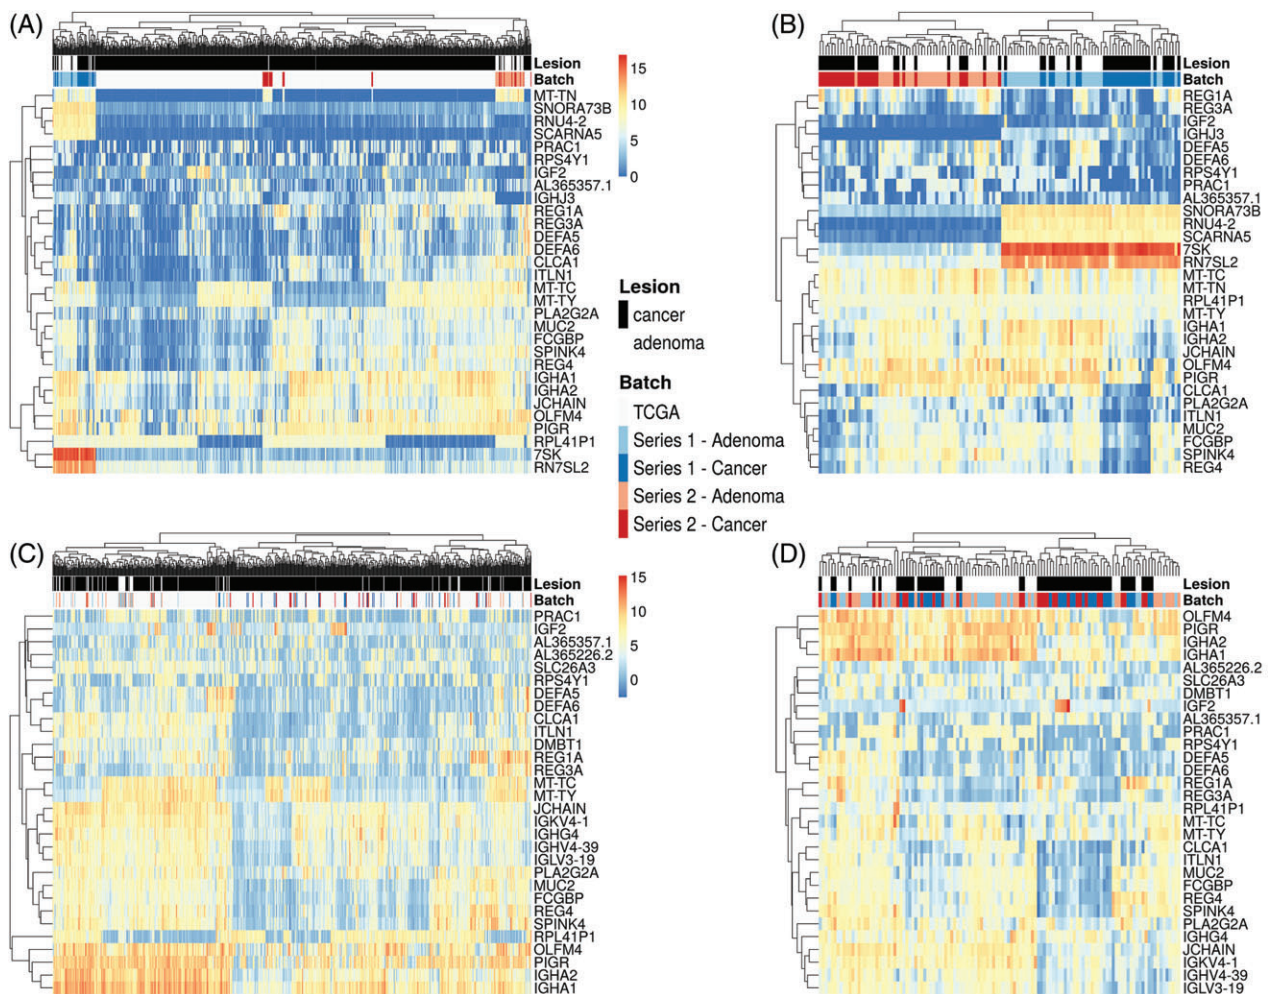 (A)
Lesion
Batch
MT-TN
SNORA73B
RNU4-2
SCARNA5
PRAC1
RPS4Y1
IGF2
AL365357.1
IGHJ3
REG1A
REG3A
DEFA5
DEFA6
CLCA1
ITLN1
MT-TC
MT-TY
PLA2G2A
MUC2
FCGBP
SPINK4
REG4
IGHA1
IGHA2
JCHAIN
OLFM4
PIGR
RPL41P1
7SK
RN7SL2
15
10
5
0
Lesion
cancer
adenoma
Batch
TCGA
Series 1 - Adenoma
Series 1 - Cancer
Series 2 - Adenoma
Series 2 - Cancer
(B)
Lesion
Batch
REG1A
REG3A
IGF2
IGHJ3
DEFA5
DEFA6
RPS4Y1
PRAC1
AL365357.1
SNORA73B
RNU4-2
SCARNA5
7SK
RN7SL2
MT-TC
MT-TN
RPL41P1
MT-TY
IGHA1
IGHA2
JCHAIN
OLFM4
PIGR
CLCA1
PLA2G2A
ITLN1
MUC2
FCGBP
SPINK4
REG4
(C)
Lesion
Batch
PRAC1
IGF2
AL365357.1
AL365226.2
SLC26A3
RPS4Y1
DEFA5
DEFA6
CLCA1
ITLN1
DMBT1
REG1A
REG3A
MT-TC
MT-TY
JCHAIN
IGKV4-1
IGHG4
IGHV4-39
IGLV3-19
PLA2G2A
MUC2
FCGBP
REG4
SPINK4
RPL41P1
OLFM4
PIGR
IGHA2
IGHA1
15
10
5
0
(D)
Lesion
Batch
OLFM4
PIGR
IGHA2
IGHA1
AL365226.2
SLC26A3
DMBT1
IGF2
AL365357.1
PRAC1
RPS4Y1
DEFA5
DEFA6
REG1A
REG3A
RPL41P1
MT-TC
MT-TY
CLCA1
ITLN1
MUC2
FCGBP
REG4
SPINK4
PLA2G2A
IGHG4
JCHAIN
IGKV4-1
IGHV4-39
IGLV3-19